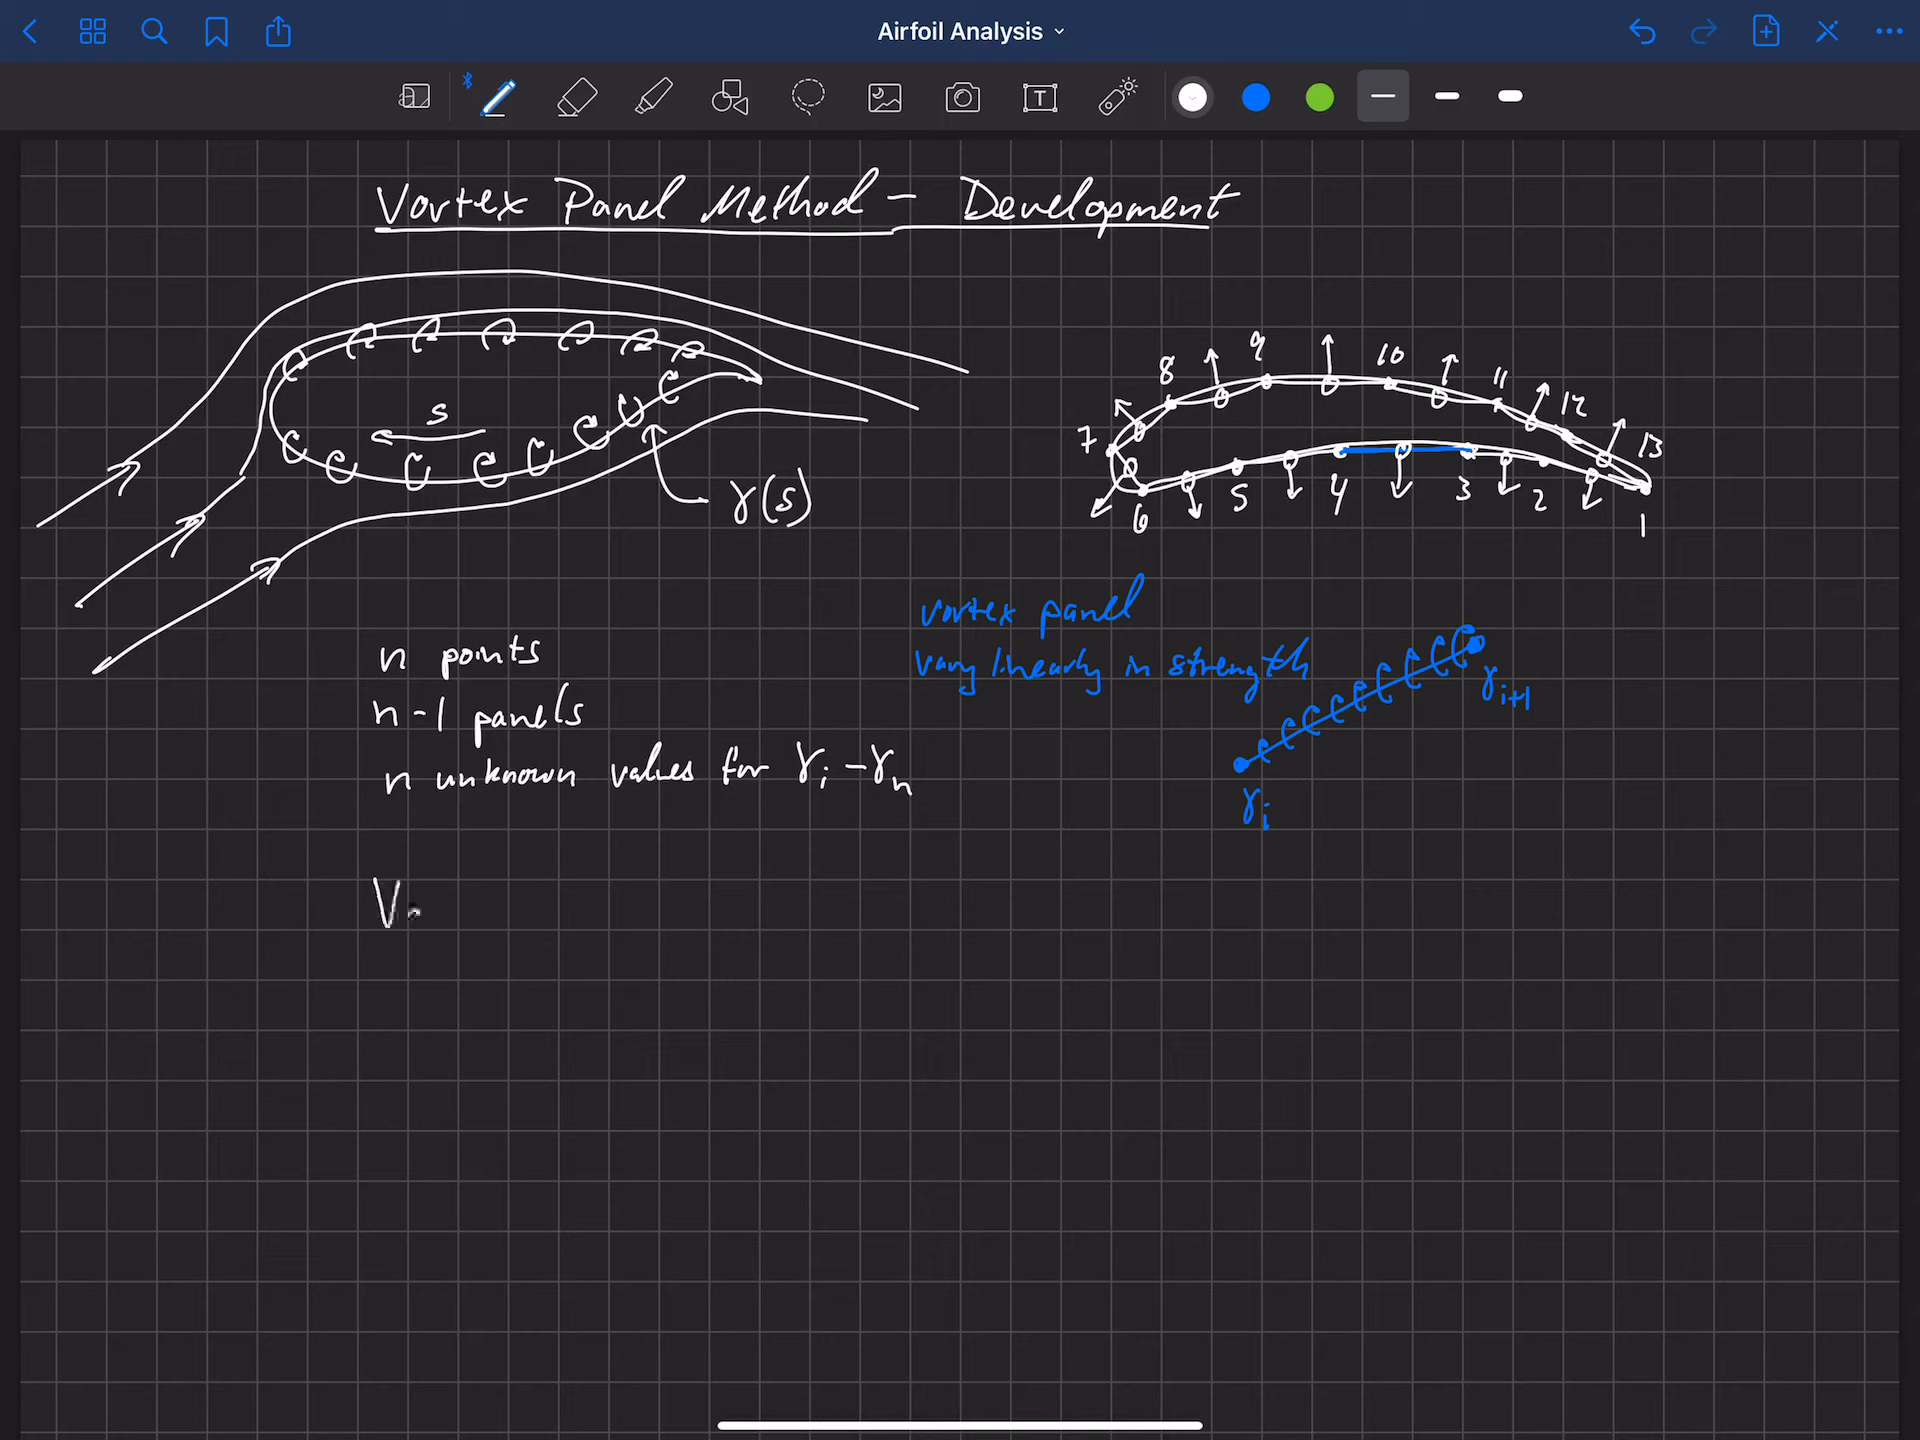 Airfoil Analysis
T
Vortex Panel Method - Development
9
8
10
11
12
7
13
S
γ(s)
6
5
4
3
2
1
vortex panel
vary linearly in strength
γi+1
γi
n points
n-1 panels
n unknown values for γi - γn
V